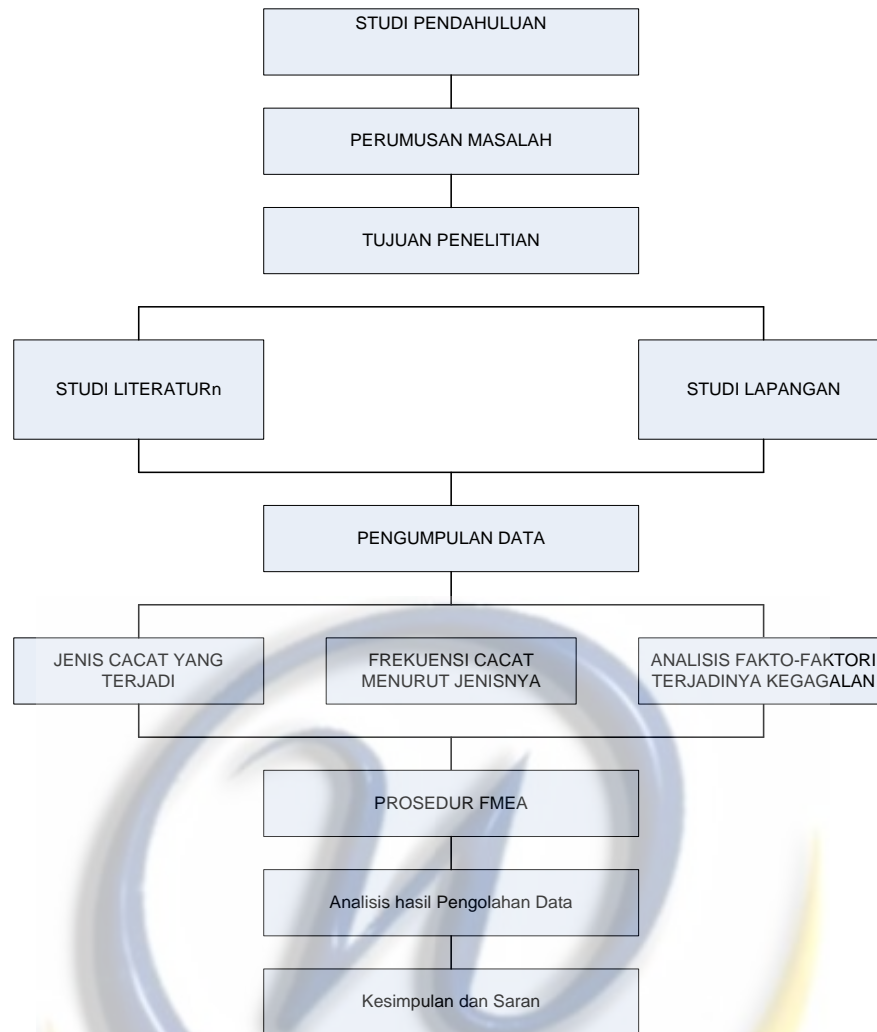 STUDI PENDAHULUAN
PERUMUSAN MASALAH
TUJUAN PENELITIAN
STUDI LITERATURn
STUDI LAPANGAN
PENGUMPULAN DATA
JENIS CACAT YANG
TERJADI
FREKUENSI CACAT
MENURUT JENISNYA
ANALISIS FAKTO-FAKTORI
TERJADINYA KEGAGALAN
PROSEDUR FMEA
Analisis hasil Pengolahan Data
Kesimpulan dan Saran